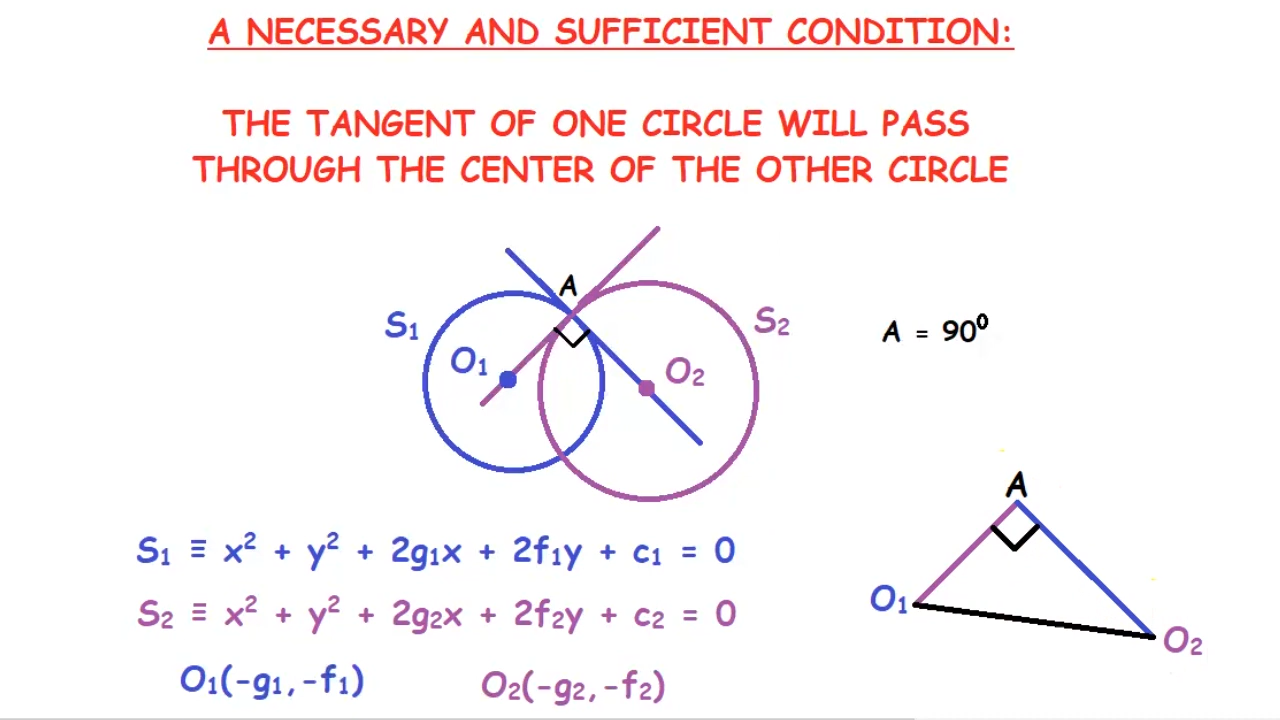 A NECESSARY AND SUFFICIENT CONDITION:
THE TANGENT OF ONE CIRCLE WILL PASS
THROUGH THE CENTER OF THE OTHER CIRCLE
A
S₁
S₂
O₁
O₂
A = 90⁰
A
O₁
O₂
S₁ ≡ x² + y² + 2g₁x + 2f₁y + c₁ = 0
S₂ ≡ x² + y² + 2g₂x + 2f₂y + c₂ = 0
O₁(-g₁,-f₁)
O₂(-g₂,-f₂)